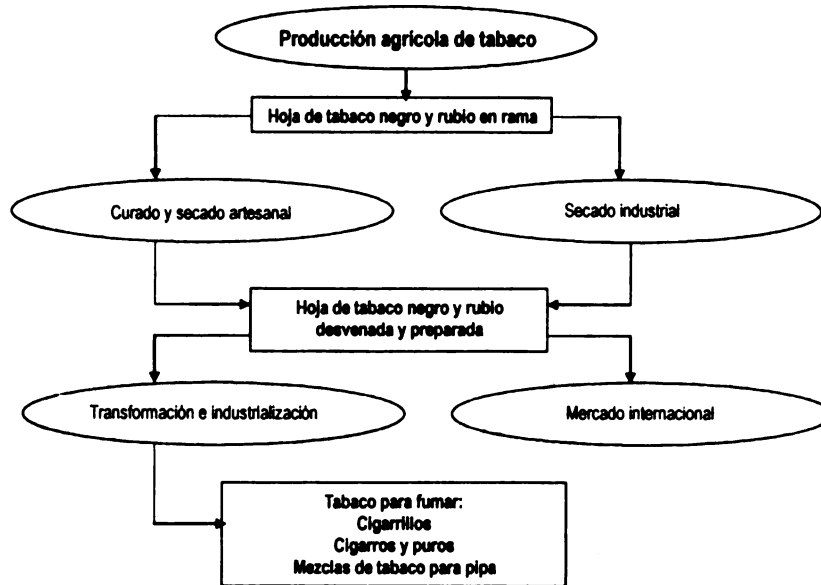 Producción agrícola de tabaco
Hoja de tabaco negro y rubio en rama
Curado y secado artesanal
Secado industrial
Hoja de tabaco negro y rubio
desvenada y preparada
Transformación e industrialización
Mercado internacional
Tabaco para fumar:
Cigarrillos
Cigarros y puros
Mezclas de tabaco para pipa